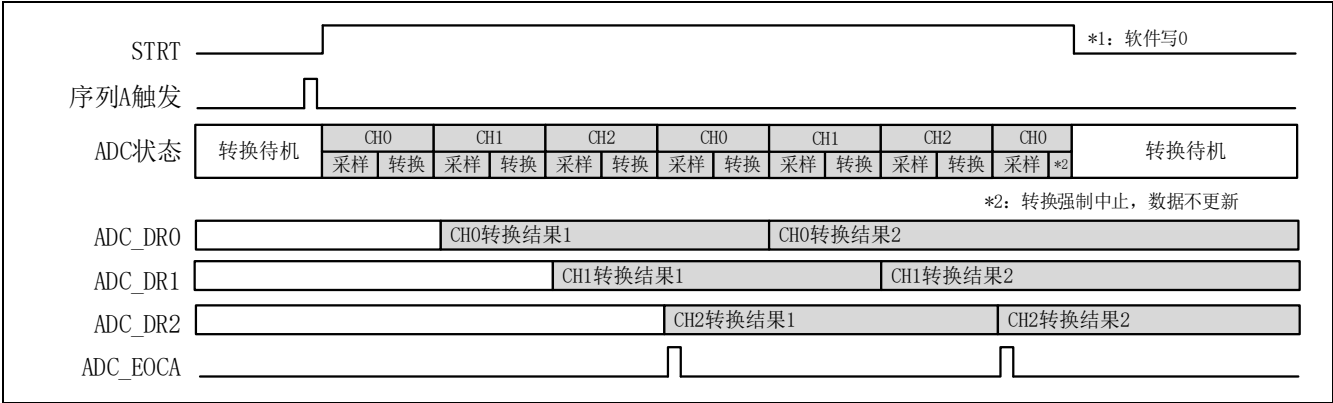 STRT
*1：软件写0
序列A触发
ADC状态
转换待机 CH0 CH1 CH2 CH0 CH1 CH2 CH0 转换待机
采样 转换 采样 转换 采样 转换 采样 转换 采样 转换 采样 转换 采样 *2
*2：转换强制中止，数据不更新
ADC_DR0 CH0转换结果1 CH0转换结果2
ADC_DR1 CH1转换结果1 CH1转换结果2
ADC_DR2 CH2转换结果1 CH2转换结果2
ADC_EOCA